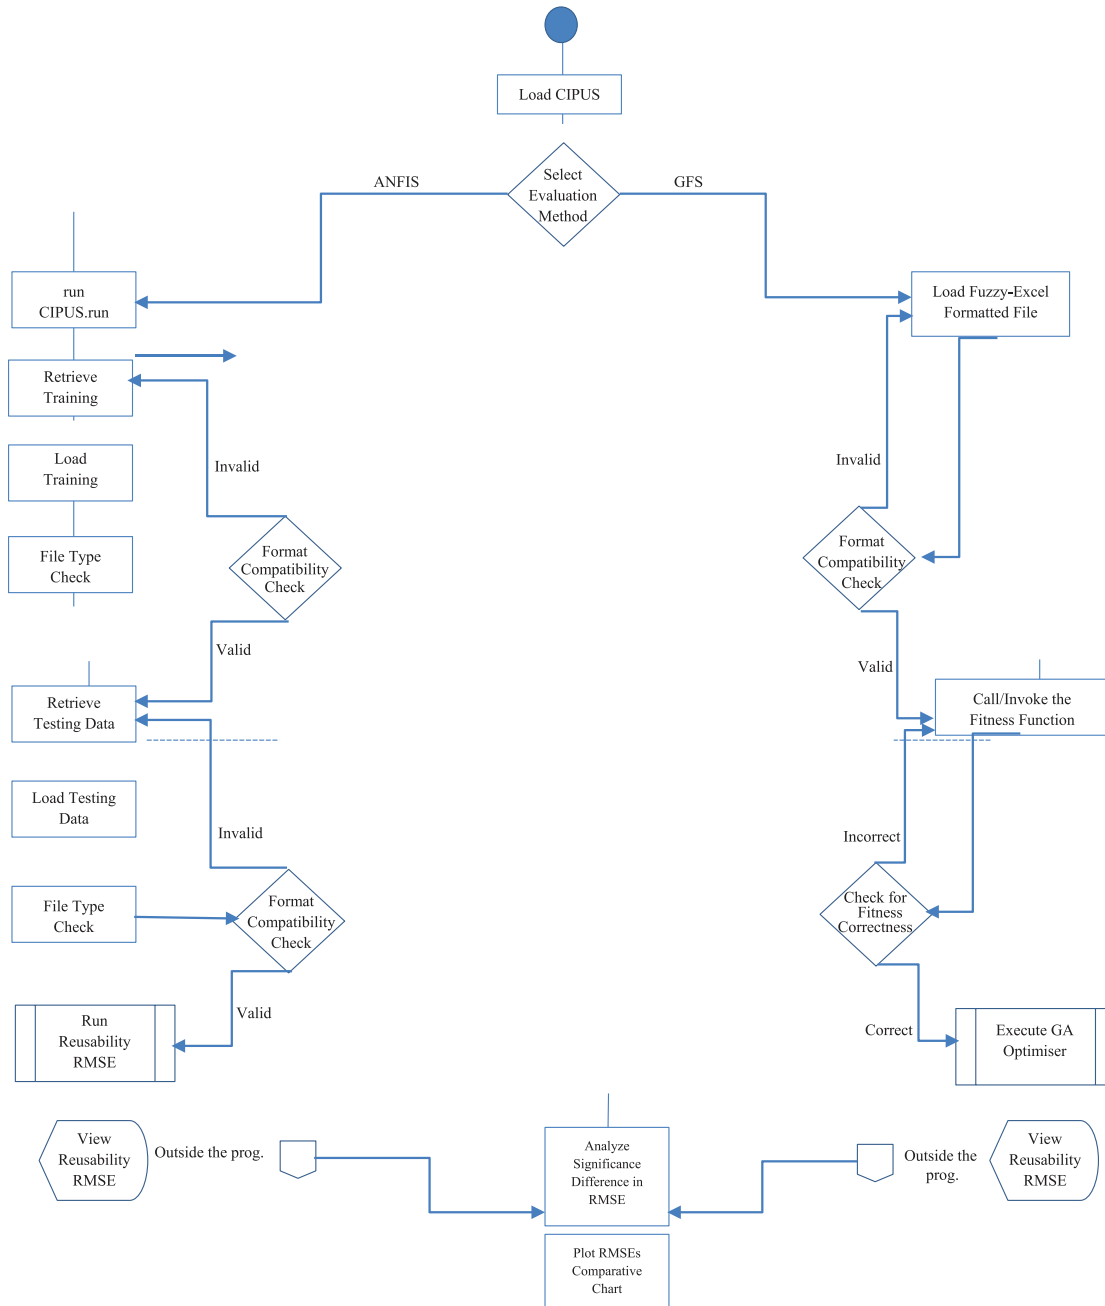 Load CIPUS
Select
Evaluation
Method
ANFIS
GFS
run
CIPUS.run
Load Fuzzy-Excel
Formatted File
Retrieve
Training
Load
Training
Invalid
Invalid
File Type
Check
Format
Compatibility
Check
Format
Compatibility
Check
Valid
Valid
Retrieve
Testing Data
Call/Invoke the
Fitness Function
Load Testing
Data
Invalid
Incorrect
File Type
Check
Format
Compatibility
Check
Check for
Fitness
Correctness
Valid
Correct
Run
Reusability
RMSE
Execute GA
Optimiser
View
Reusability
RMSE
Outside the prog.
Analyze
Significance
Difference in
RMSE
Outside the
prog.
View
Reusability
RMSE
Plot RMSEs
Comparative
Chart